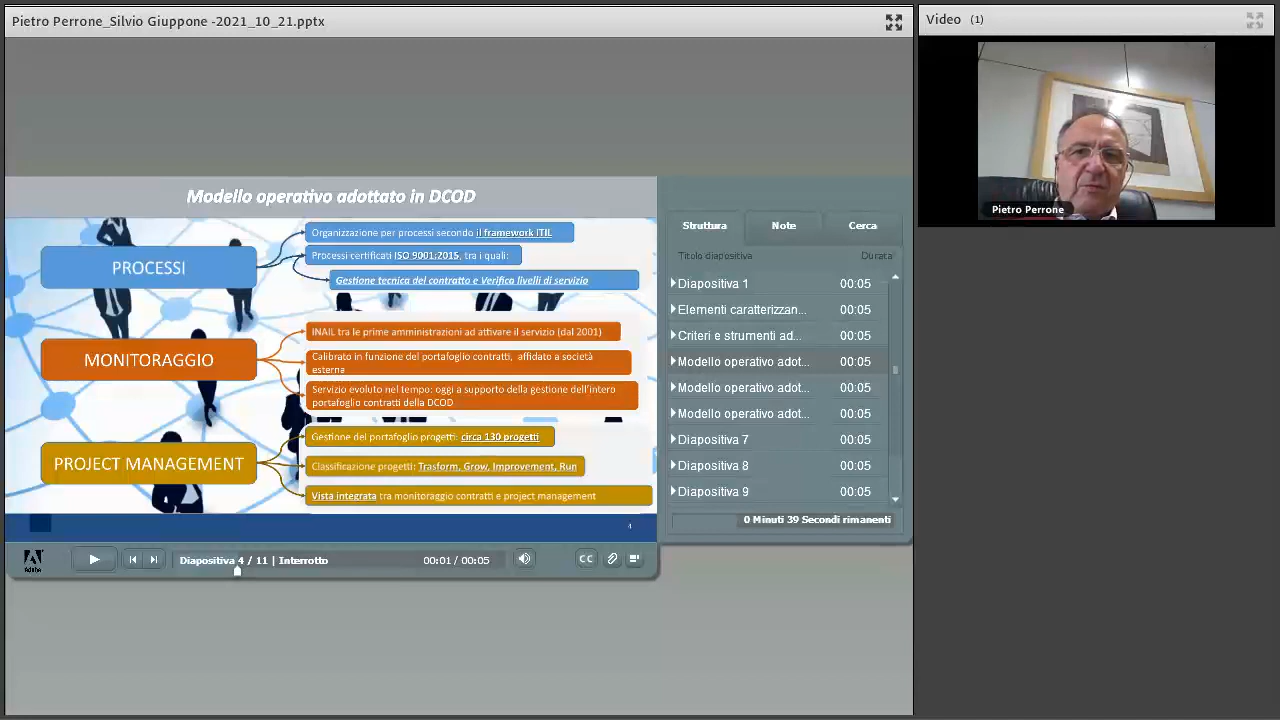 Pietro Perrone_Silvio Giuppone -2021_10_21.pptx
Video (1)
Pietro Perrone
Modello operativo adottato in DCOD
PROCESSI
Organizzazione per processi secondo il framework ITIL
Processi certificati ISO 9001:2015, tra i quali:
Gestione tecnica del contratto e Verifica livelli di servizio
MONITORAGGIO
INAIL tra le prime amministrazioni ad attivare il servizio (dal 2001)
Calibrato in funzione del portafoglio contratti, affidato a società
esterna
Servizio evoluto nel tempo: oggi a supporto della gestione dell'intero
portafoglio contratti della DCOD
PROJECT MANAGEMENT
Gestione del portafoglio progetti: circa 130 progetti
Classificazione progetti: Trasform, Grow, Improvement, Run
Vista integrata tra monitoraggio contratti e project management
4
Struttura Note Cerca
Titolo diapositiva Durata
Diapositiva 1 00:05
Elementi caratterizzan... 00:05
Criteri e strumenti ad... 00:05
Modello operativo adot... 00:05
Modello operativo adot... 00:05
Modello operativo adot... 00:05
Diapositiva 7 00:05
Diapositiva 8 00:05
Diapositiva 9 00:05
0 Minuti 39 Secondi rimanenti
Adobe
Diapositiva 4 / 11 | Interrotto 00:01 / 00:05
CC